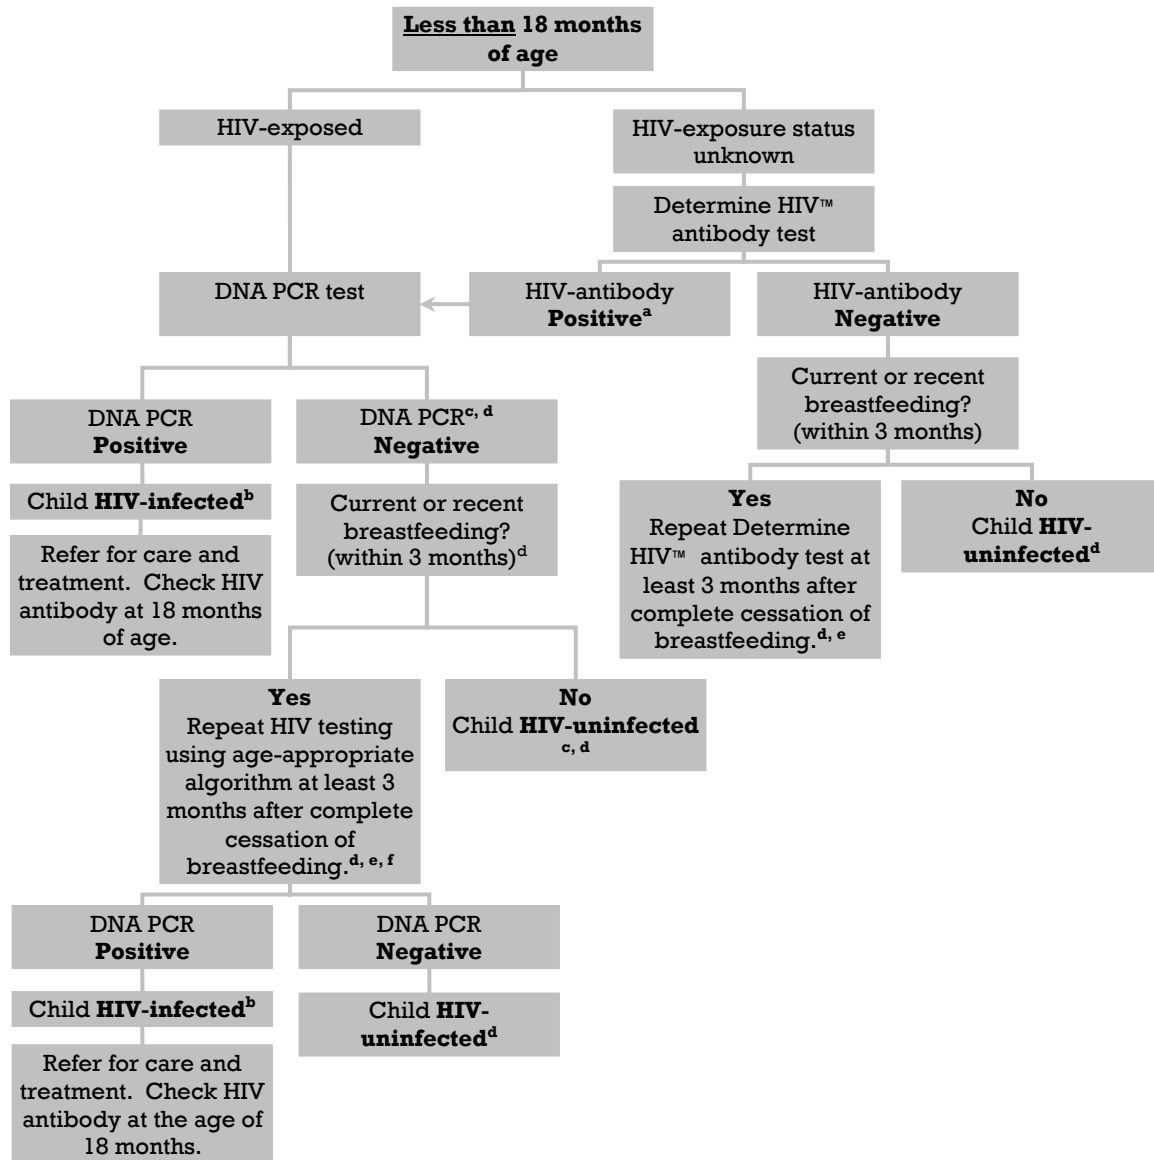 Less than 18 months
of age
HIV-exposed
HIV-exposure status
unknown
Determine HIV™
antibody test
DNA PCR test
HIV-antibody
Positiveᵃ
HIV-antibody
Negative
Current or recent
breastfeeding?
(within 3 months)
DNA PCR
Positive
DNA PCRᶜ, ᵈ
Negative
Child HIV-infectedᵇ
Current or recent
breastfeeding?
(within 3 months)ᵈ
Yes
Repeat Determine
HIV™ antibody test at
least 3 months after
complete cessation of
breastfeeding.ᵈ, ᵉ
No
Child HIV-
uninfectedᵈ
Refer for care and
treatment. Check HIV
antibody at 18 months
of age.
Yes
Repeat HIV testing
using age-appropriate
algorithm at least 3
months after complete
cessation of
breastfeeding.ᵈ, ᵉ, ᶠ
No
Child HIV-uninfected
ᶜ, ᵈ
DNA PCR
Positive
DNA PCR
Negative
Child HIV-infectedᵇ
Child HIV-
uninfectedᵈ
Refer for care and
treatment. Check HIV
antibody at the age of
18 months.